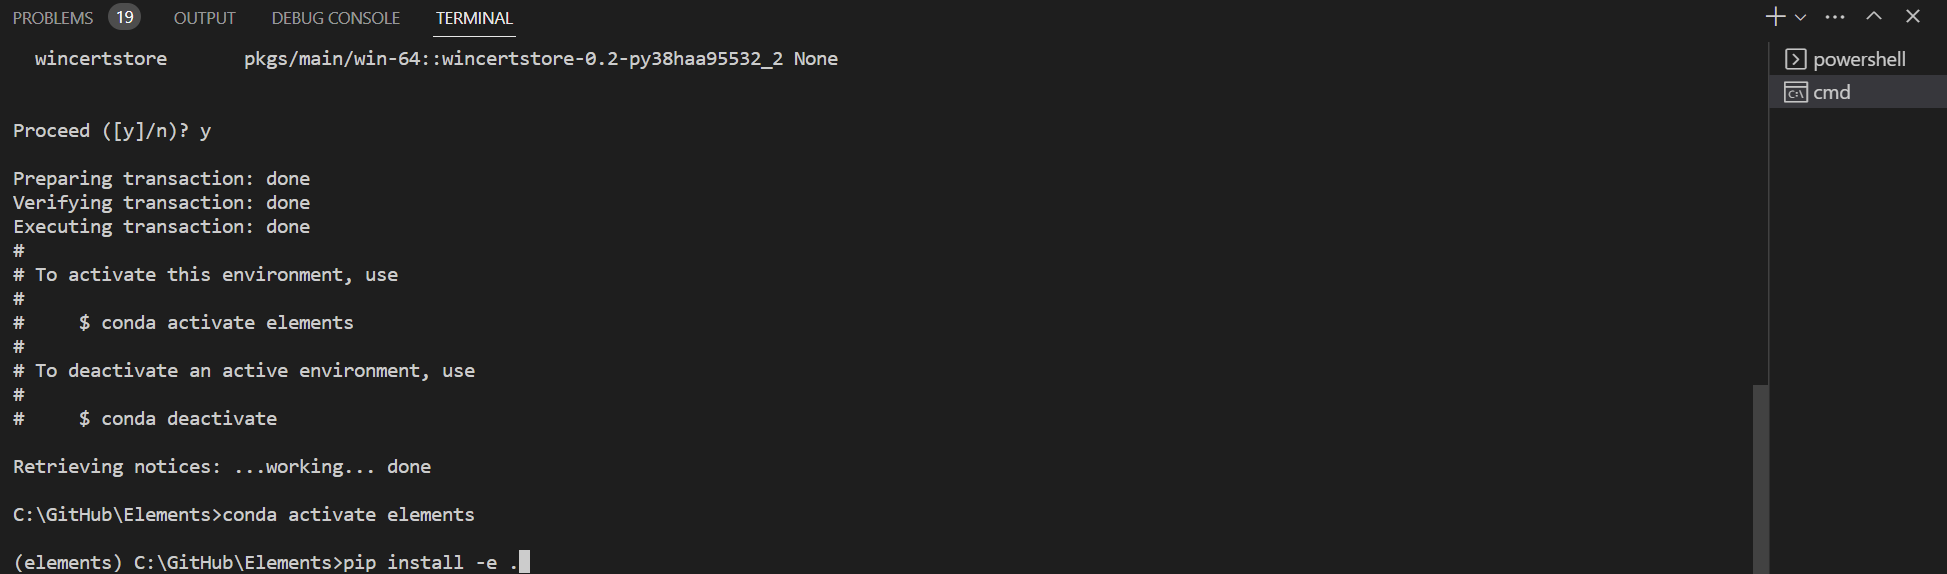 PROBLEMS 19 OUTPUT DEBUG CONSOLE TERMINAL
wincertstore pkgs/main/win-64::wincertstore-0.2-py38haa95532_2 None
Proceed ([y]/n)? y
Preparing transaction: done
Verifying transaction: done
Executing transaction: done
#
# To activate this environment, use
#
# $ conda activate elements
#
# To deactivate an active environment, use
#
# $ conda deactivate
Retrieving notices: ...working... done
C:\GitHub\Elements>conda activate elements
(elements) C:\GitHub\Elements>pip install -e .
powershell
cmd